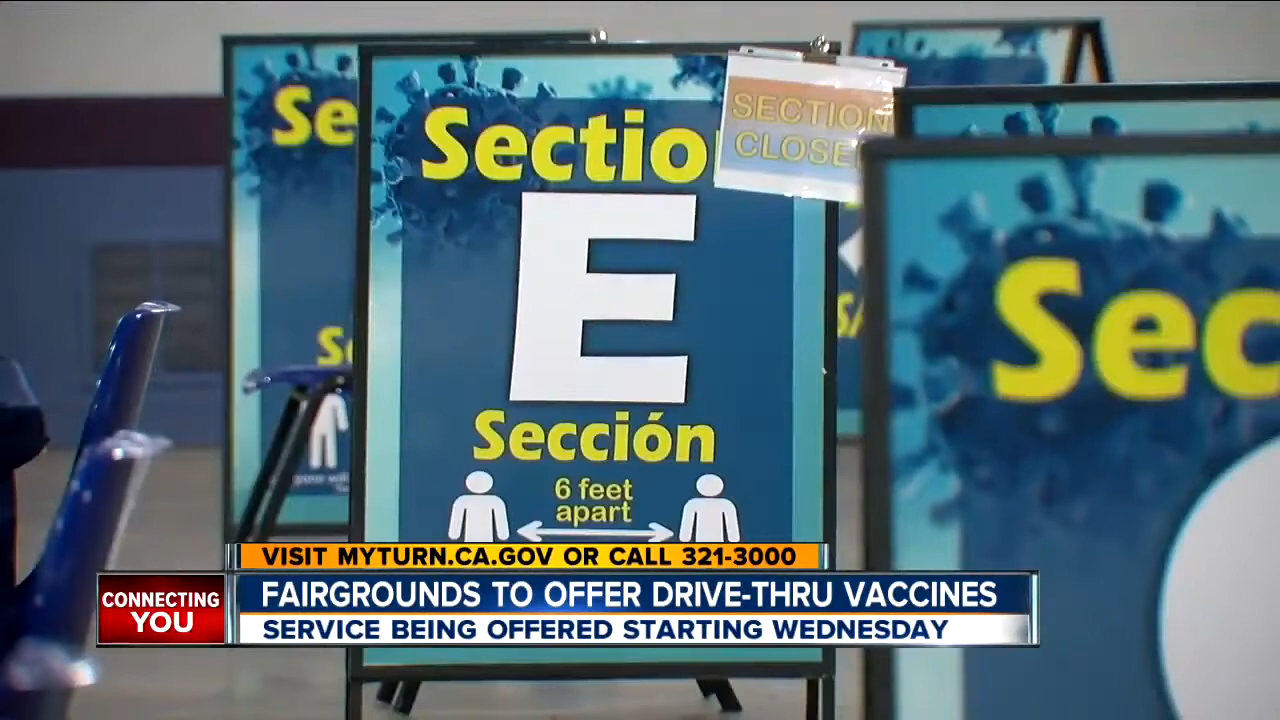 Se
Sectio
SECTION
CLOSE
E
Sección
6 feet
apart
Sec
VISIT MYTURN.CA.GOV OR CALL 321-3000
CONNECTING
YOU
FAIRGROUNDS TO OFFER DRIVE-THRU VACCINES
SERVICE BEING OFFERED STARTING WEDNESDAY